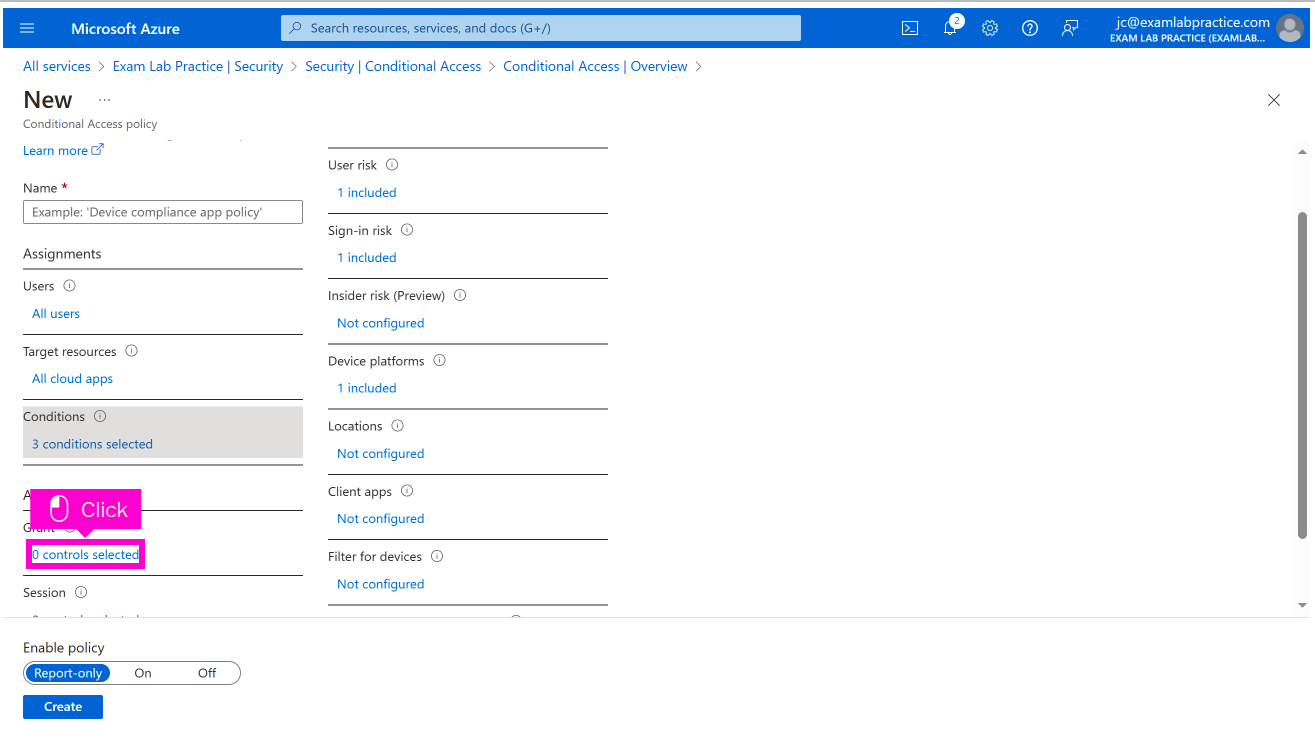 Microsoft Azure
Search resources, services, and docs (G+/)
2
jc@examlabpractice.com
EXAM LAB PRACTICE (EXAMLAB...
All services > Exam Lab Practice | Security > Security | Conditional Access > Conditional Access | Overview >
New ...
Conditional Access policy
Learn more
Name *
Example: 'Device compliance app policy'
Assignments
Users
All users
Target resources
All cloud apps
Conditions
3 conditions selected
Click
Grant
0 controls selected
Session
User risk
1 included
Sign-in risk
1 included
Insider risk (Preview)
Not configured
Device platforms
1 included
Locations
Not configured
Client apps
Not configured
Filter for devices
Not configured
Enable policy
Report-only On Off
Create